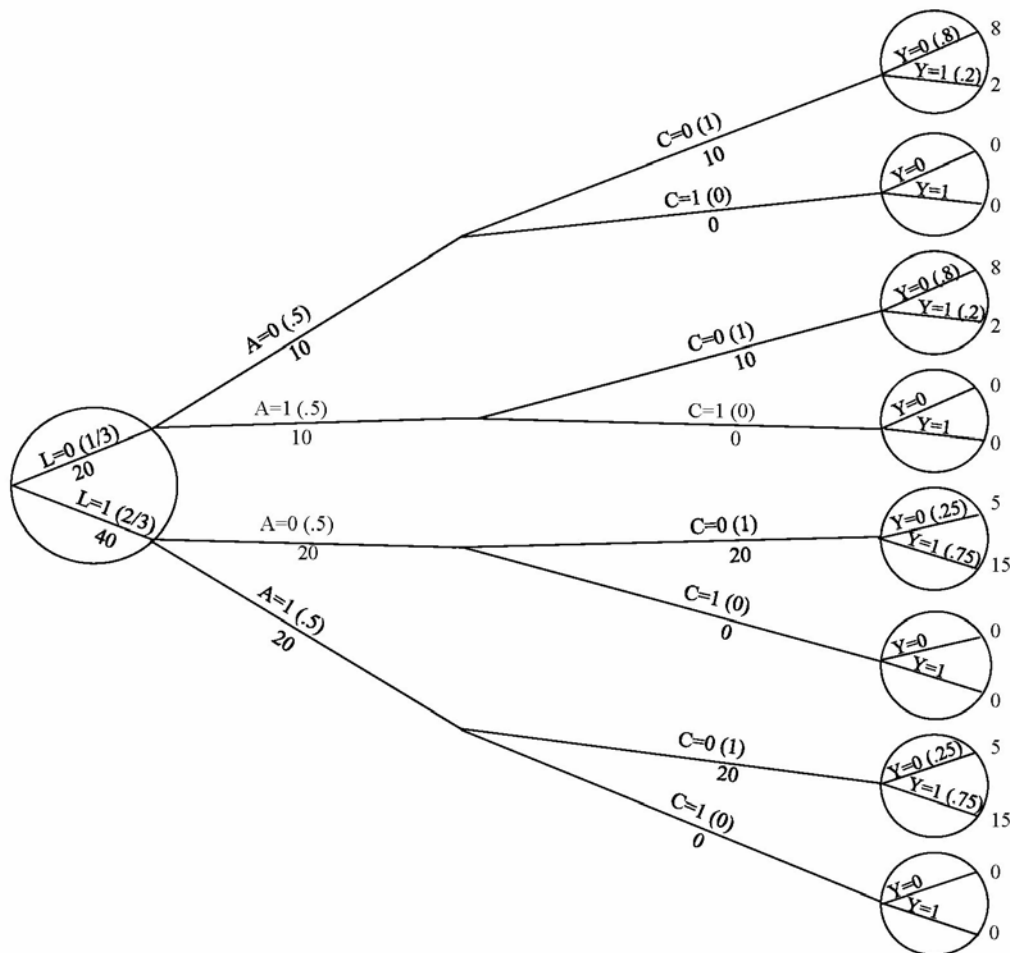 Y=0 (.8)
8
Y=1 (.2)
2
C=0 (1)
10
Y=0
0
Y=1
0
C=1 (0)
0
A=0 (.5)
10
Y=0 (.8)
8
Y=1 (.2)
2
C=0 (1)
10
A=1 (.5)
10
C=1 (0)
0
Y=0
0
Y=1
0
L=0 (1/3)
20
L=1 (2/3)
40
A=0 (.5)
20
C=0 (1)
20
Y=0 (.25)
5
Y=1 (.75)
15
C=1 (0)
0
Y=0
0
Y=1
0
A=1 (.5)
20
C=0 (1)
20
Y=0 (.25)
5
Y=1 (.75)
15
C=1 (0)
0
Y=0
0
Y=1
0